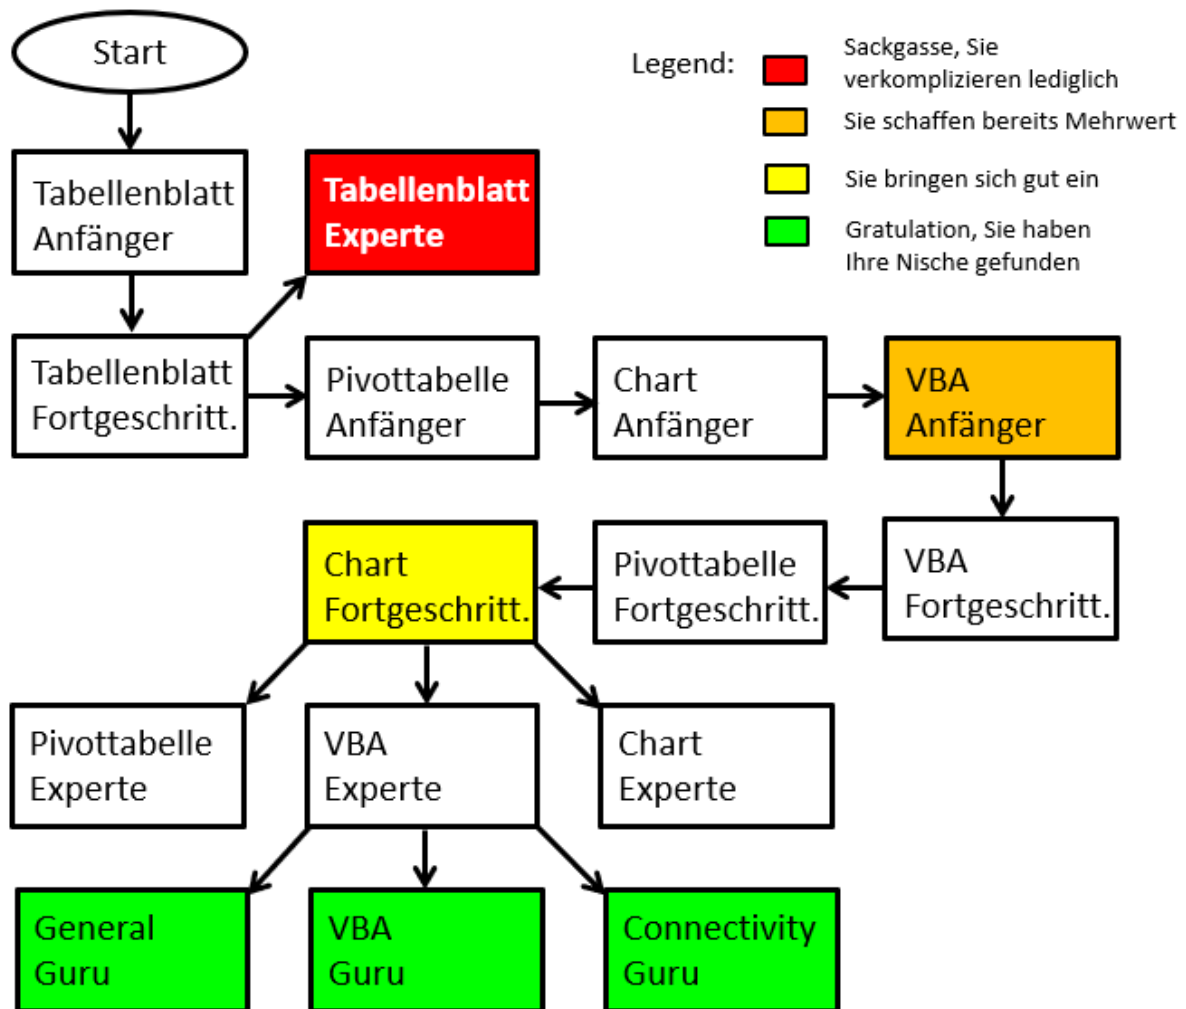 Start
Legend:
Sackgasse, Sie
verkomplizieren lediglich
Sie schaffen bereits Mehrwert
Sie bringen sich gut ein
Gratulation, Sie haben
Ihre Nische gefunden
Tabellenblatt
Anfänger
Tabellenblatt
Experte
Tabellenblatt
Fortgeschritt.
Pivottabelle
Anfänger
Chart
Anfänger
VBA
Anfänger
Chart
Fortgeschritt.
Pivottabelle
Fortgeschritt.
VBA
Fortgeschritt.
Pivottabelle
Experte
VBA
Experte
Chart
Experte
General
Guru
VBA
Guru
Connectivity
Guru